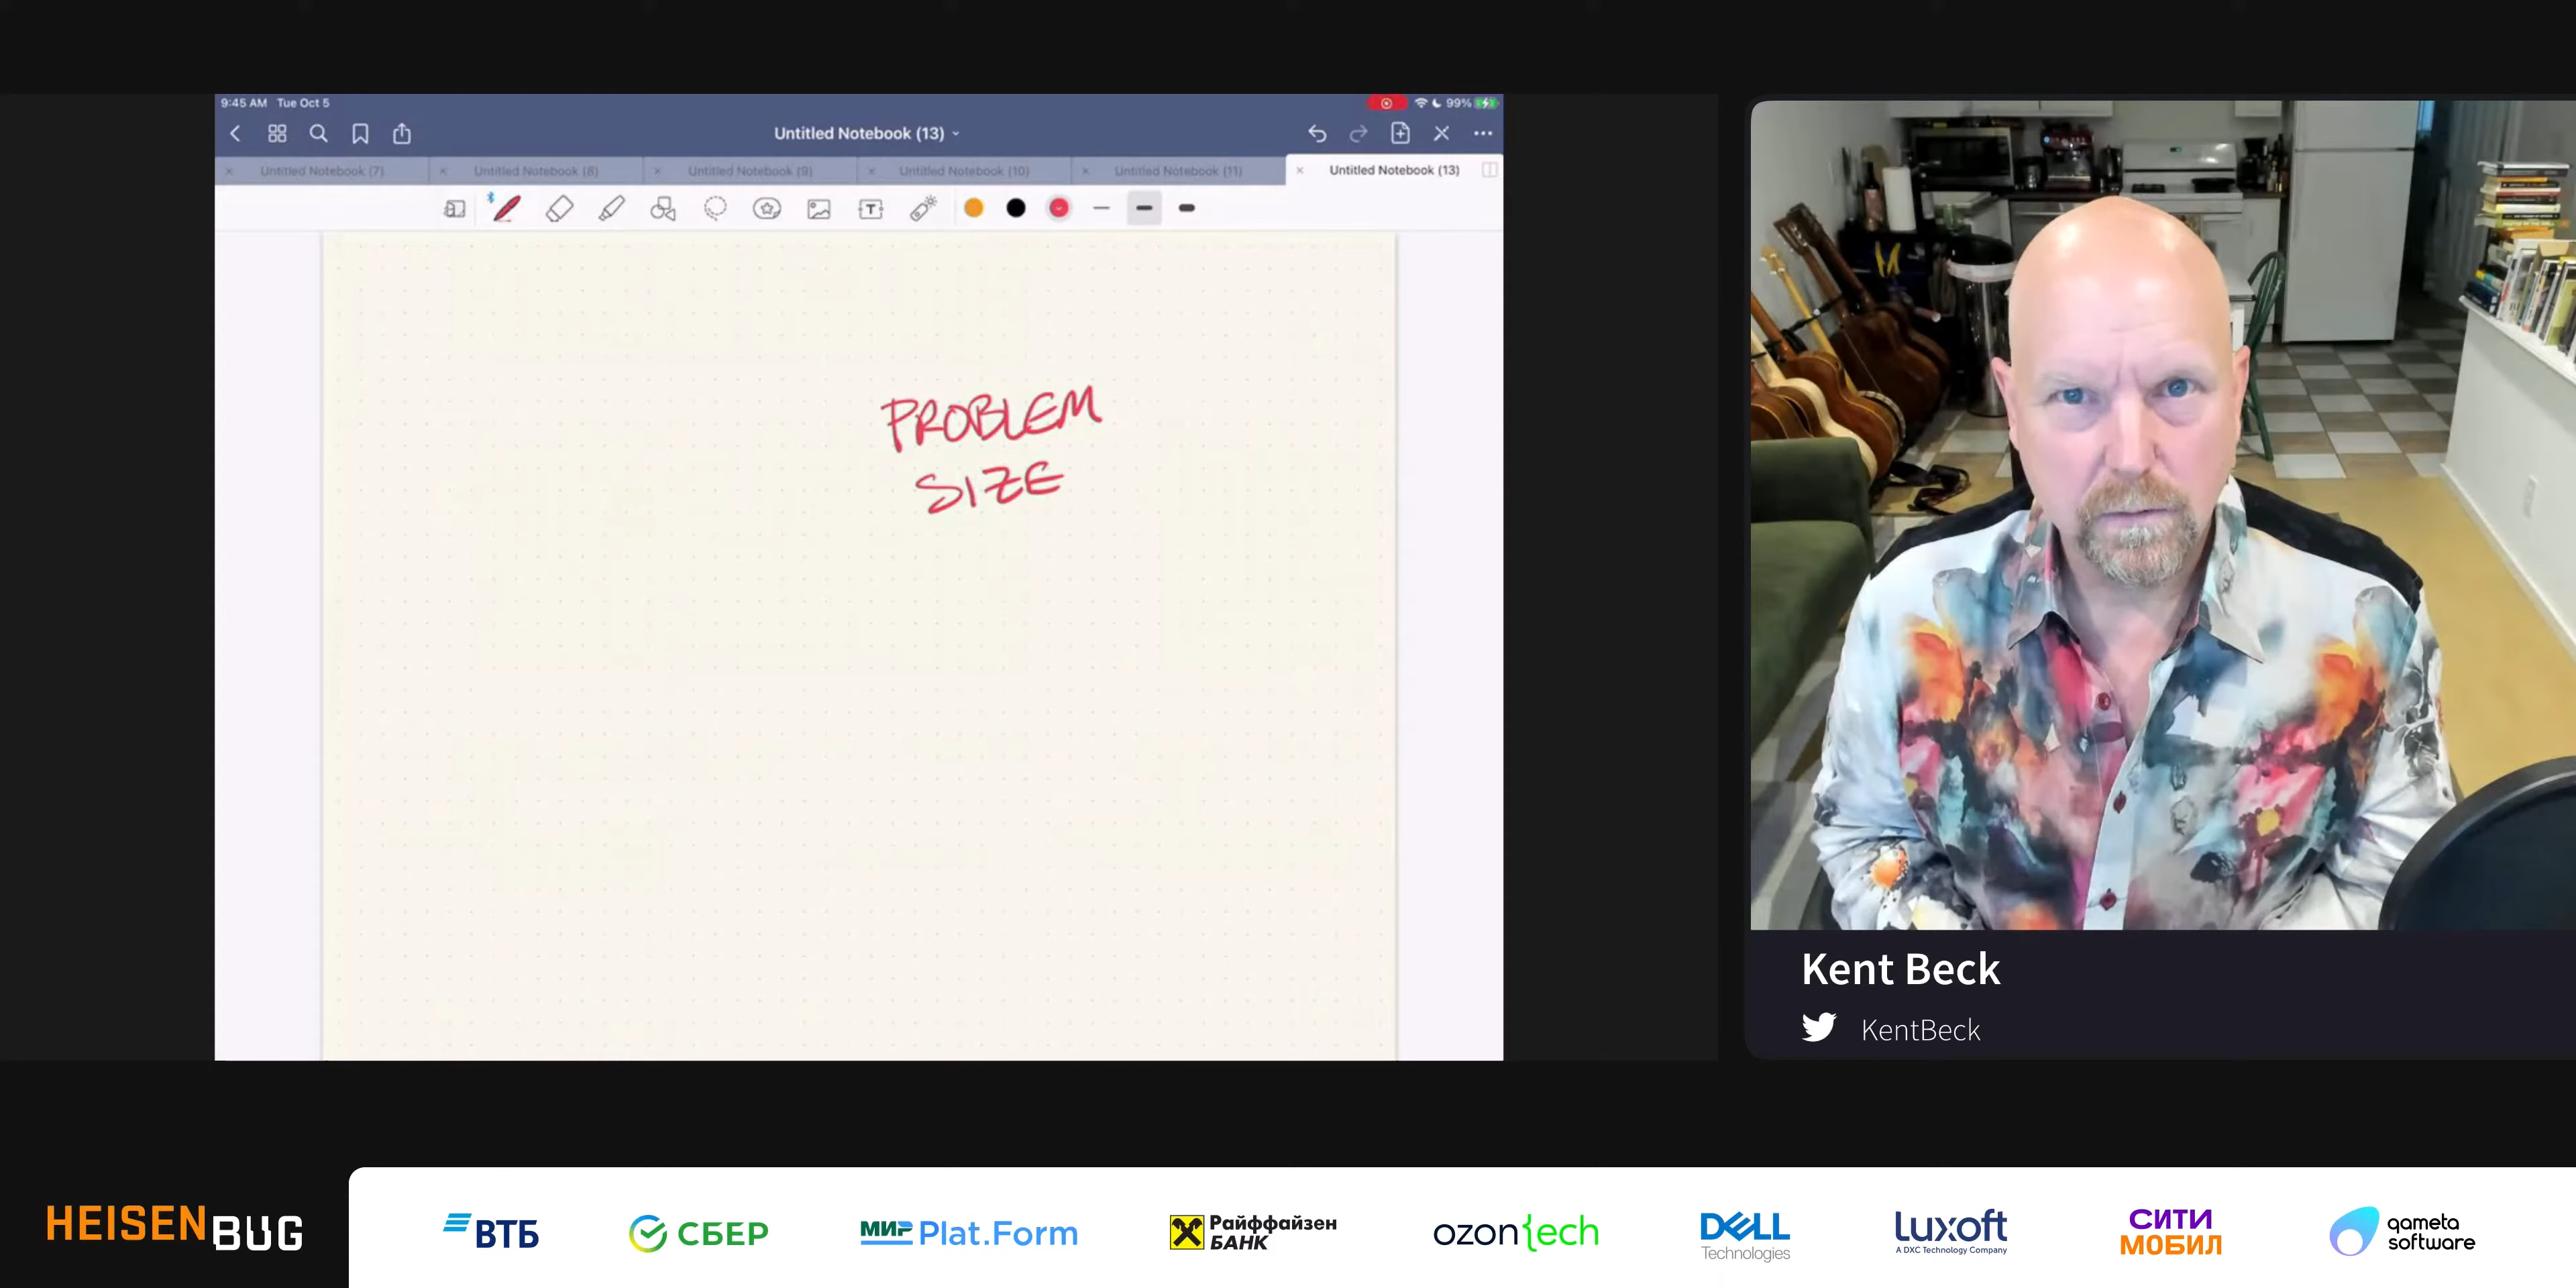 9:45 AM Tue Oct 5
99%
Untitled Notebook (13)
Untitled Notebook (7)
Untitled Notebook (8)
Untitled Notebook (9)
Untitled Notebook (10)
Untitled Notebook (11)
Untitled Notebook (13)
T
PROBLEM
SIZE
Kent Beck
KentBeck
HEISENBUG
ВТБ
СБЕР
МИР Plat.Form
Райффайзен
БАНК
ozon{ech
DELL
Technologies
luxoft
A DXC Technology Company
СИТИ
МОБИЛ
qameta
software